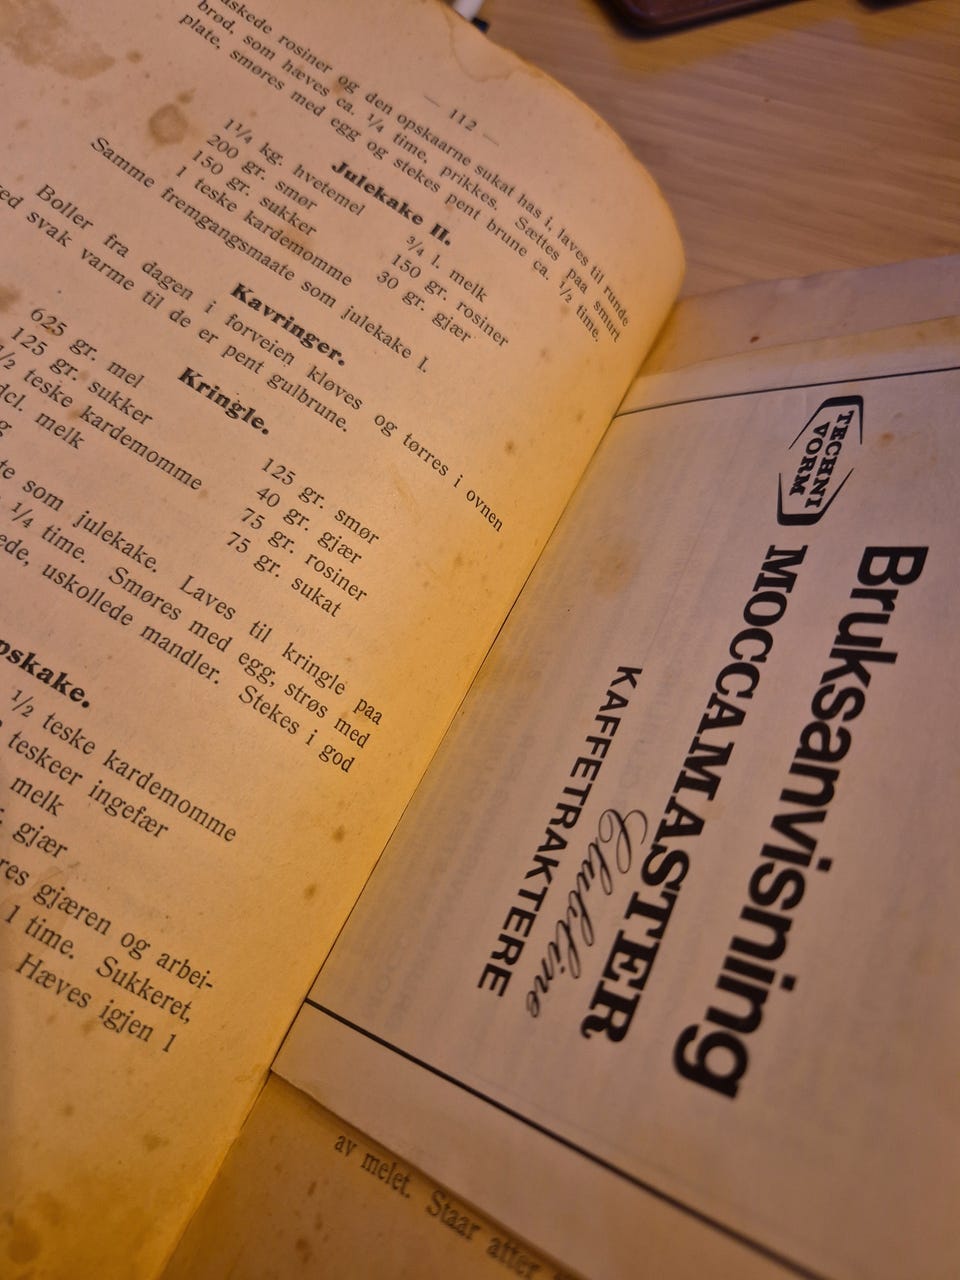 askede rosiner og den opskaarne sukat has i, laves til runde
brød, som hæves ca. ¼ time, prikkes. Sættes paa smurt
plate, smøres med egg og stekes pent brune ca. ½ time.
— 112 —
Julekake II.
1¼ kg. hvetemel
200 gr. smør
150 gr. sukker
1 teske kardemomme
¾ l. melk
150 gr. rosiner
30 gr. gjær
Samme fremgangsmaate som julekake I.
Kavringer.
Boller fra dagen i forveien kløves og tørres i ovnen
ved svak varme til de er pent gulbrune.
Kringle.
625 gr. mel
125 gr. sukker
1/2 teske kardemomme
dcl. melk
125 gr. smør
40 gr. gjær
75 gr. rosiner
75 gr. sukat
te som julekake. Laves til kringle paa
¼ time. Smøres med egg, strøs med
ede, uskollede mandler. Stekes i god
pskake.
½ teske kardemomme
teskeer ingefær
melk
gjær
res gjæren og arbei-
1 time. Sukkeret,
Hæves igjen 1
TECHNI
VORM
Bruksanvisning
MOCCAMASTER
Clubline
KAFFETRAKTERE
av melet. Staar after